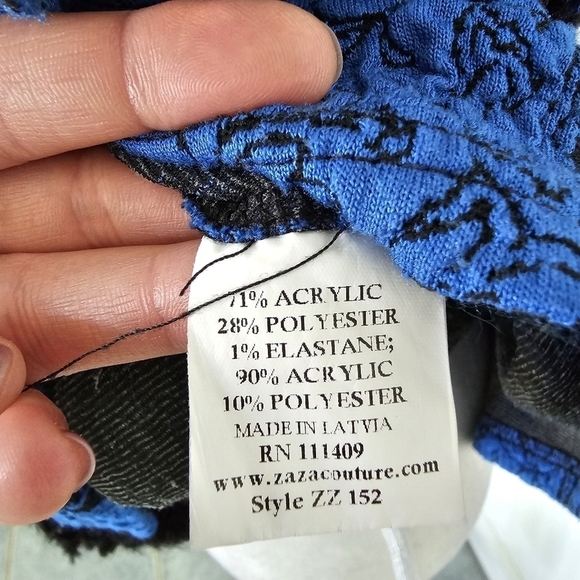 71% ACRYLIC
28% POLYESTER
1% ELASTANE;
90% ACRYLIC
10% POLYESTER
MADE IN LATVIA
RN 111409
www.zazacouture.com
Style ZZ 152